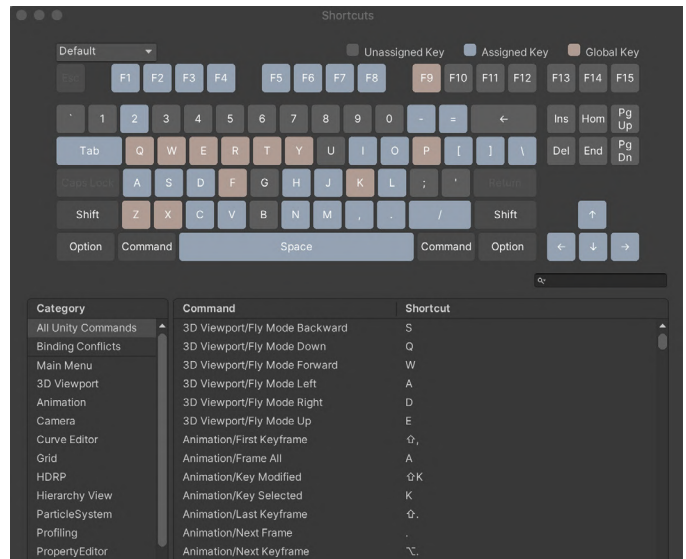 Shortcuts
Default Unassigned Key Assigned Key Global Key
Esc F1 F2 F3 F4 F5 F6 F7 F8 F9 F10 F11 F12 F13 F14 F15
` 1 2 3 4 5 6 7 8 9 0 - = ← Ins Hom Pg Up
Tab Q W E R T Y U I O P [ ] \ Del End Pg Dn
Caps Lock A S D F G H J K L ; ' Return
Shift Z X C V B N M , . / Shift ↑
Option Command Space Command Option ← ↓ →
Category Command Shortcut
All Unity Commands 3D Viewport/Fly Mode Backward S
Binding Conflicts 3D Viewport/Fly Mode Down Q
Main Menu 3D Viewport/Fly Mode Forward W
3D Viewport 3D Viewport/Fly Mode Left A
Animation 3D Viewport/Fly Mode Right D
Camera 3D Viewport/Fly Mode Up E
Curve Editor Animation/First Keyframe ⇧,
Grid Animation/Frame All A
HDRP Animation/Key Modified ⇧K
Hierarchy View Animation/Key Selected K
ParticleSystem Animation/Last Keyframe ⇧.
Profiling Animation/Next Frame .
PropertyEditor Animation/Next Keyframe ⌥.